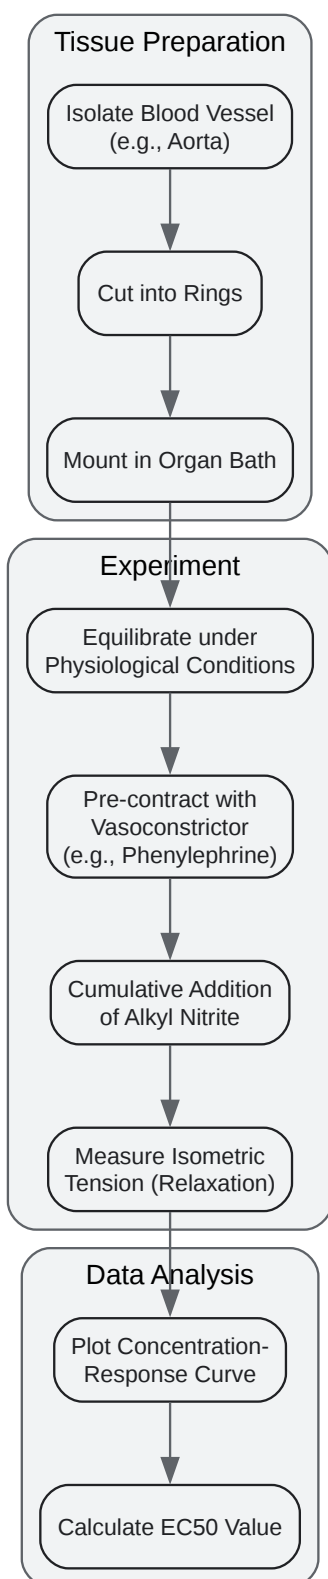 Tissue Preparation
Isolate Blood Vessel
(e.g., Aorta)
Cut into Rings
Mount in Organ Bath
Experiment
Equilibrate under
Physiological Conditions
Pre-contract with
Vasoconstrictor
(e.g., Phenylephrine)
Cumulative Addition
of Alkyl Nitrite
Measure Isometric
Tension (Relaxation)
Data Analysis
Plot Concentration-
Response Curve
Calculate EC50 Value